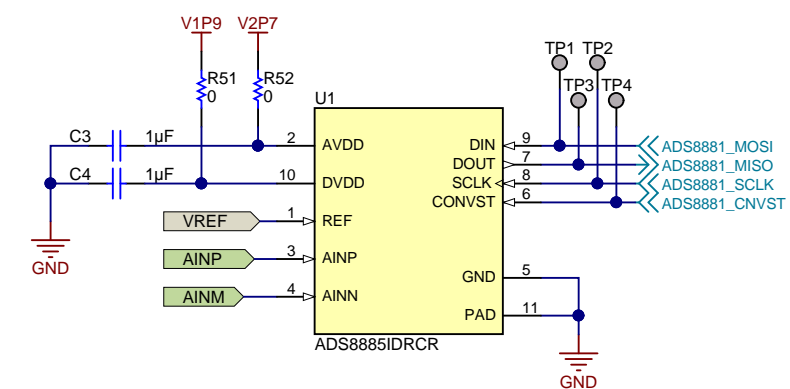 V1P9 V2P7
TP1 TP2
R51 R52
0 0
TP3 TP4
U1
C3 1µF 2 AVDD DIN 9 ADS8881_MOSI
DOUT 7 ADS8881_MISO
C4 1µF 10 DVDD SCLK 8 ADS8881_SCLK
CONVST 6 ADS8881_CNVST
VREF 1 REF
AINP 3 AINP
GND GND 5
AINM 4 AINN
PAD 11
ADS8885IDRCR
GND